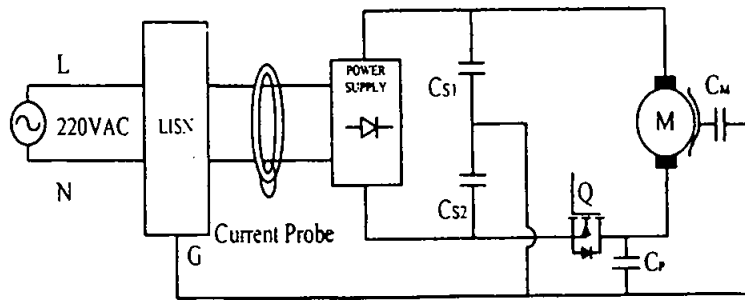 L
220VAC
N
LISN
G
Current Probe
POWER
SUPPLY
CS1
CS2
Q
CP
M
CM